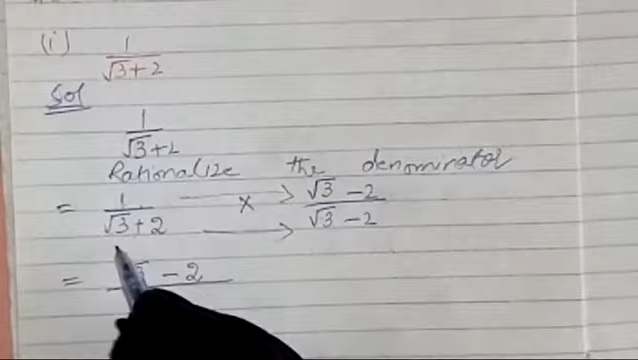 (i) 1/(√3+2)
Sol
1/(√3+2)
Rationalize the denominator
= 1/(√3+2) × (√3-2)/(√3-2)
= - 2